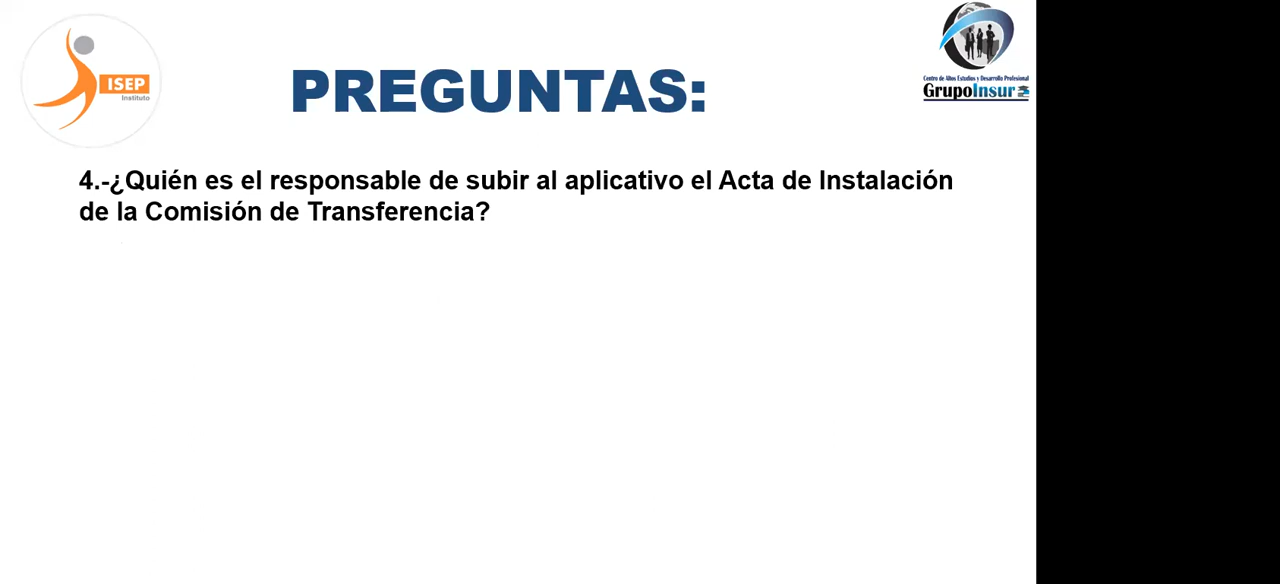 ISEP
Instituto
PREGUNTAS:
Centro de Altos Estudios y Desarrollo Profesional
GrupoInsur
4.-¿Quién es el responsable de subir al aplicativo el Acta de Instalación
de la Comisión de Transferencia?